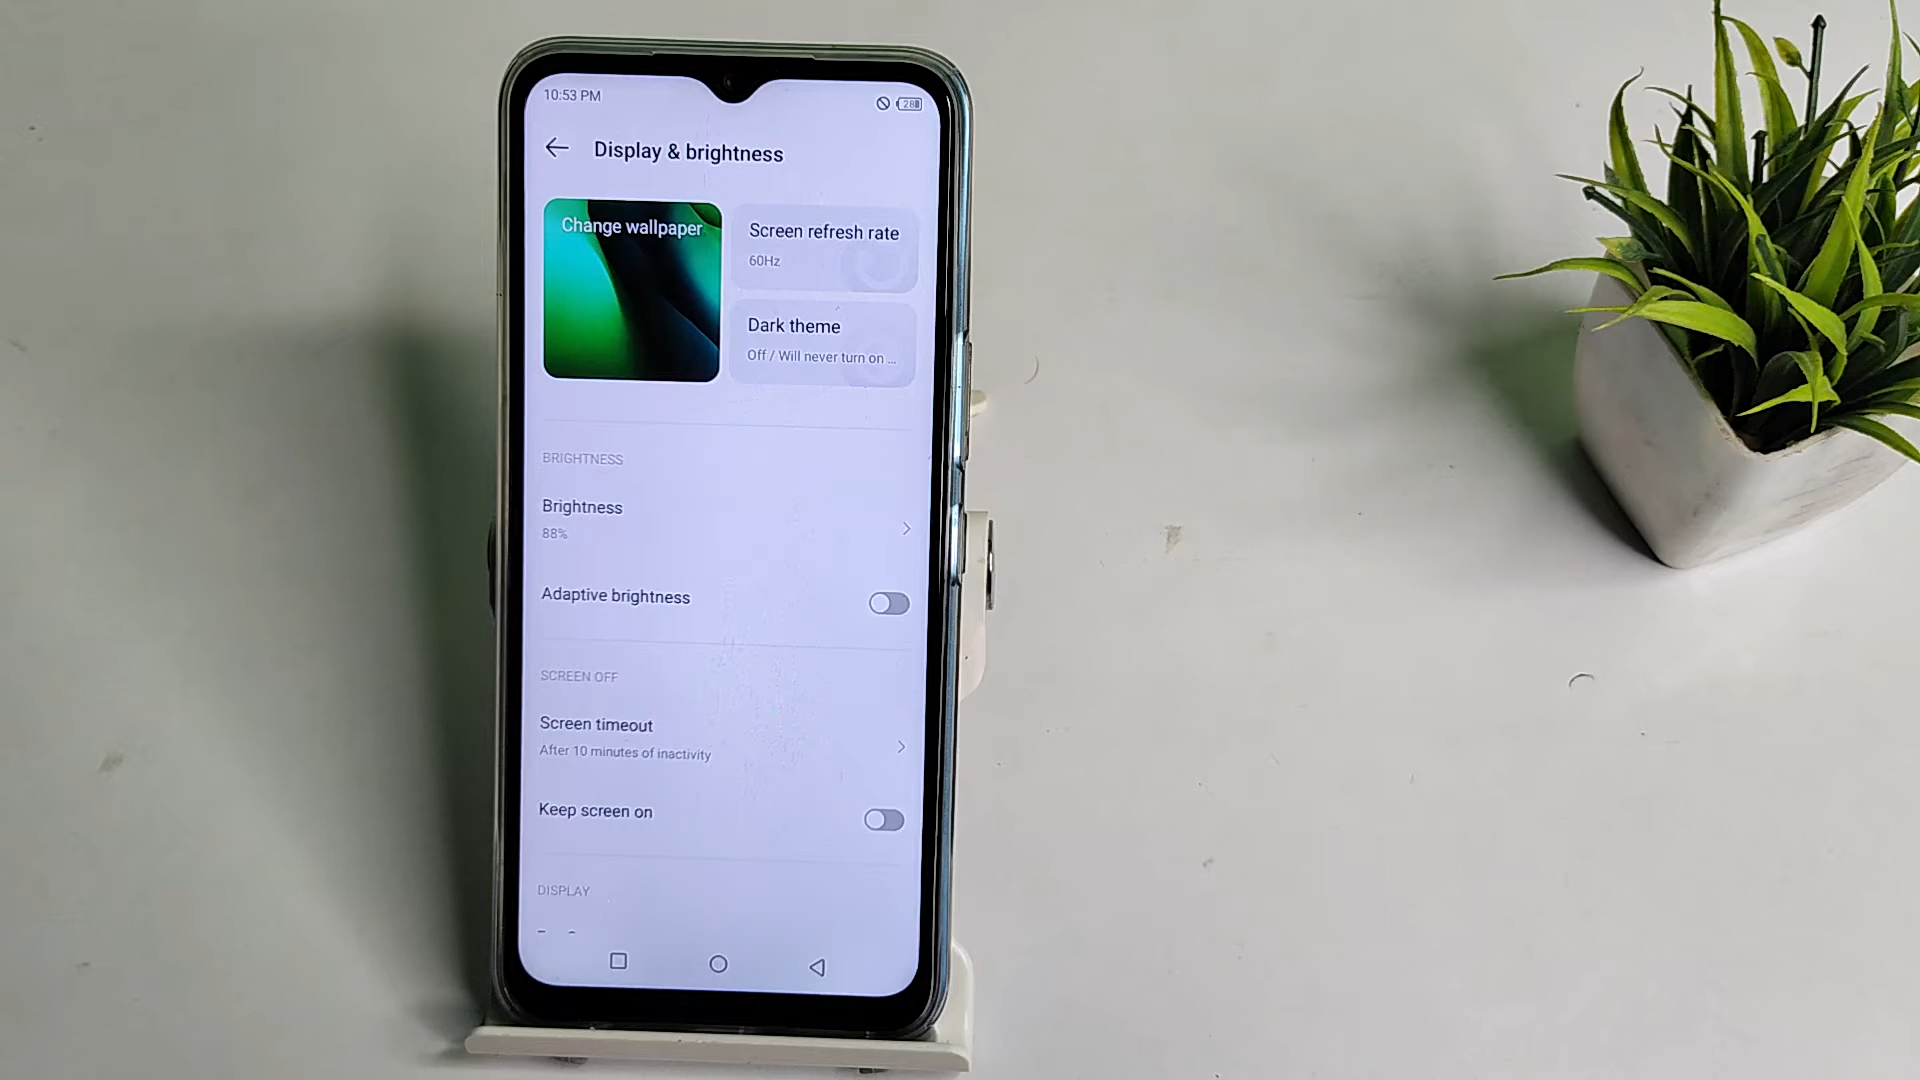 10:53 PM
28
Display & brightness
Change wallpaper
Screen refresh rate
60Hz
Dark theme
Off / Will never turn on ...
BRIGHTNESS
Brightness
88%
Adaptive brightness
SCREEN OFF
Screen timeout
After 10 minutes of inactivity
Keep screen on
DISPLAY